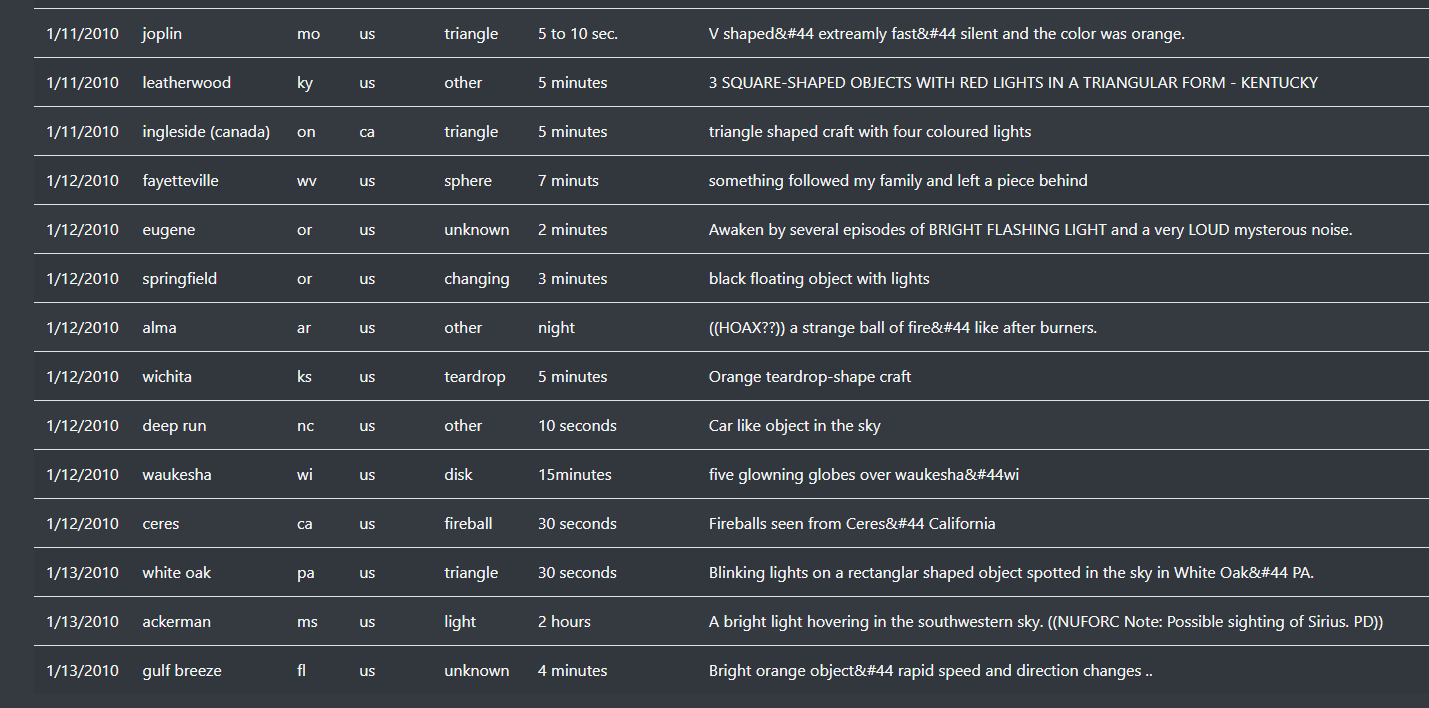 1/11/2010 joplin mo us triangle 5 to 10 sec. V shaped&#44 extreamly fast&#44 silent and the color was orange.
1/11/2010 leatherwood ky us other 5 minutes 3 SQUARE-SHAPED OBJECTS WITH RED LIGHTS IN A TRIANGULAR FORM - KENTUCKY
1/11/2010 ingleside (canada) on ca triangle 5 minutes triangle shaped craft with four coloured lights
1/12/2010 fayetteville wv us sphere 7 minuts something followed my family and left a piece behind
1/12/2010 eugene or us unknown 2 minutes Awaken by several episodes of BRIGHT FLASHING LIGHT and a very LOUD mysterous noise.
1/12/2010 springfield or us changing 3 minutes black floating object with lights
1/12/2010 alma ar us other night ((HOAX??)) a strange ball of fire&#44 like after burners.
1/12/2010 wichita ks us teardrop 5 minutes Orange teardrop-shape craft
1/12/2010 deep run nc us other 10 seconds Car like object in the sky
1/12/2010 waukesha wi us disk 15minutes five glowning globes over waukesha&#44wi
1/12/2010 ceres ca us fireball 30 seconds Fireballs seen from Ceres&#44 California
1/13/2010 white oak pa us triangle 30 seconds Blinking lights on a rectanglar shaped object spotted in the sky in White Oak&#44 PA.
1/13/2010 ackerman ms us light 2 hours A bright light hovering in the southwestern sky. ((NUFORC Note: Possible sighting of Sirius. PD))
1/13/2010 gulf breeze fl us unknown 4 minutes Bright orange object&#44 rapid speed and direction changes ..